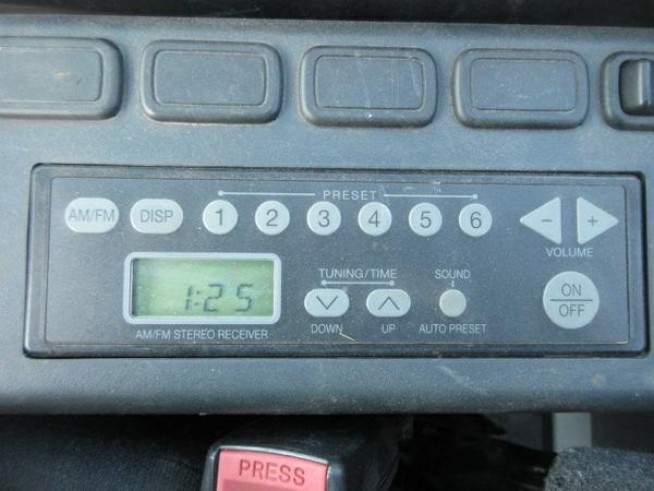 PRESET
AM/FM DISP 1 2 3 4 5 6 − +
VOLUME
1:25
TUNING/TIME SOUND
ON
OFF
DOWN UP AUTO PRESET
AM/FM STEREO RECEIVER
PRESS